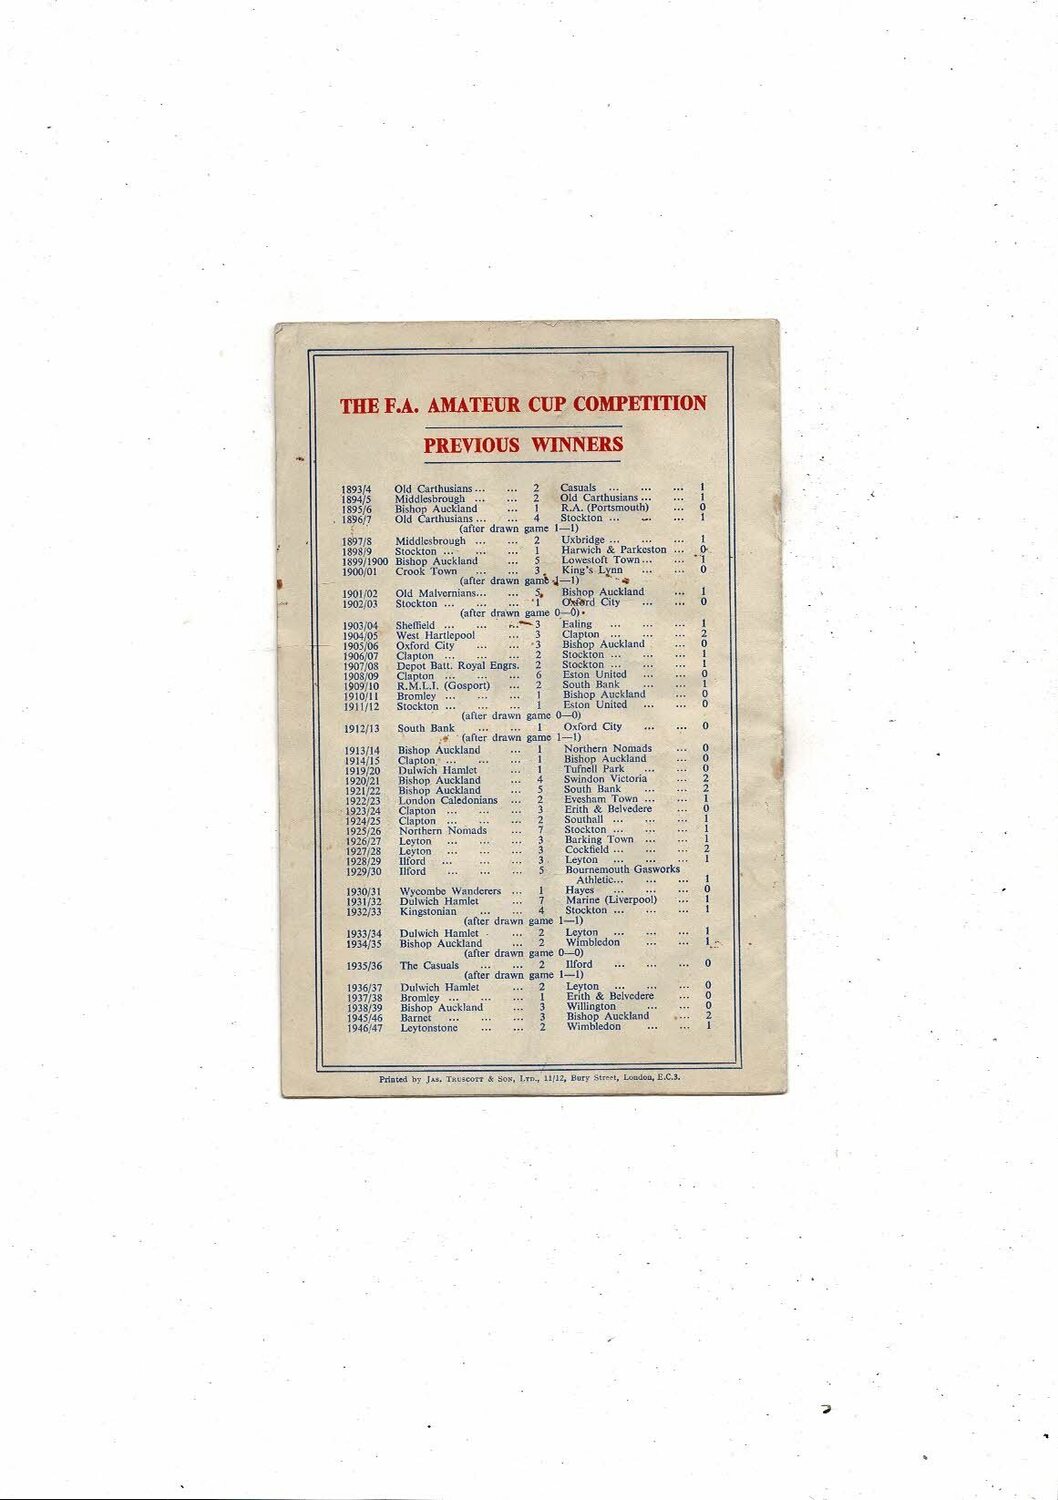 THE F.A. AMATEUR CUP COMPETITION
PREVIOUS WINNERS
1893/4 Old Carthusians ... ... 2 Casuals ... ... ... 1
1894/5 Middlesbrough ... ... 2 Old Carthusians ... ... 1
1895/6 Bishop Auckland ... 1 R.A. (Portsmouth) ... 0
1896/7 Old Carthusians ... ... 4 Stockton ... ... ... 1
(after drawn game 1—1)
1897/8 Middlesbrough ... ... 2 Uxbridge ... ... ... 1
1898/9 Stockton ... ... ... 1 Harwich & Parkeston ... 0
1899/1900 Bishop Auckland ... 5 Lowestoft Town ... ... 1
1900/01 Crook Town ... ... 3 King's Lynn ... ... 0
(after drawn game 1—1)
1901/02 Old Malvernians ... ... 5 Bishop Auckland ... 1
1902/03 Stockton ... ... ... 1 Oxford City ... ... 0
(after drawn game 0—0)
1903/04 Sheffield ... ... ... 3 Ealing ... ... ... 1
1904/05 West Hartlepool ... 3 Clapton ... ... ... 2
1905/06 Oxford City ... ... 3 Bishop Auckland ... 0
1906/07 Clapton ... ... ... 2 Stockton ... ... ... 1
1907/08 Depot Batt. Royal Engrs. 2 Stockton ... ... ... 1
1908/09 Clapton ... ... ... 6 Eston United ... ... 0
1909/10 R.M.L.I. (Gosport) ... 2 South Bank ... ... 1
1910/11 Bromley ... ... ... 1 Bishop Auckland ... 0
1911/12 Stockton ... ... ... 1 Eston United ... ... 0
(after drawn game 0—0)
1912/13 South Bank ... ... 1 Oxford City ... ... 0
(after drawn game 1—1)
1913/14 Bishop Auckland ... 1 Northern Nomads ... 0
1914/15 Clapton ... ... ... 1 Bishop Auckland ... 0
1919/20 Dulwich Hamlet ... 1 Tufnell Park ... ... 0
1920/21 Bishop Auckland ... 4 Swindon Victoria ... 2
1921/22 Bishop Auckland ... 5 South Bank ... ... 2
1922/23 London Caledonians ... 2 Evesham Town ... ... 1
1923/24 Clapton ... ... ... 3 Erith & Belvedere ... 0
1924/25 Clapton ... ... ... 2 Southall ... ... ... 1
1925/26 Northern Nomads ... 7 Stockton ... ... ... 1
1926/27 Leyton ... ... ... 3 Barking Town ... ... 1
1927/28 Leyton ... ... ... 3 Cockfield ... ... ... 2
1928/29 Ilford ... ... ... 3 Leyton ... ... ... 1
1929/30 Ilford ... ... ... 5 Bournemouth Gasworks
Athletic ... ... ... 1
1930/31 Wycombe Wanderers ... 1 Hayes ... ... ... 0
1931/32 Dulwich Hamlet ... 7 Marine (Liverpool) ... 1
1932/33 Kingstonian ... ... 4 Stockton ... ... ... 1
(after drawn game 1—1)
1933/34 Dulwich Hamlet ... 2 Leyton ... ... ... 1
1934/35 Bishop Auckland ... 2 Wimbledon ... ... 1
(after drawn game 0—0)
1935/36 The Casuals ... ... 2 Ilford ... ... ... 0
(after drawn game 1—1)
1936/37 Dulwich Hamlet ... 2 Leyton ... ... ... 0
1937/38 Bromley ... ... ... 1 Erith & Belvedere ... 0
1938/39 Bishop Auckland ... 3 Willington ... ... 0
1945/46 Barnet ... ... ... 3 Bishop Auckland ... 2
1946/47 Leytonstone ... ... 2 Wimbledon ... ... 1
Printed by Jas. Truscott & Son, Ltd., 11/12, Bury Street, London, E.C.3.